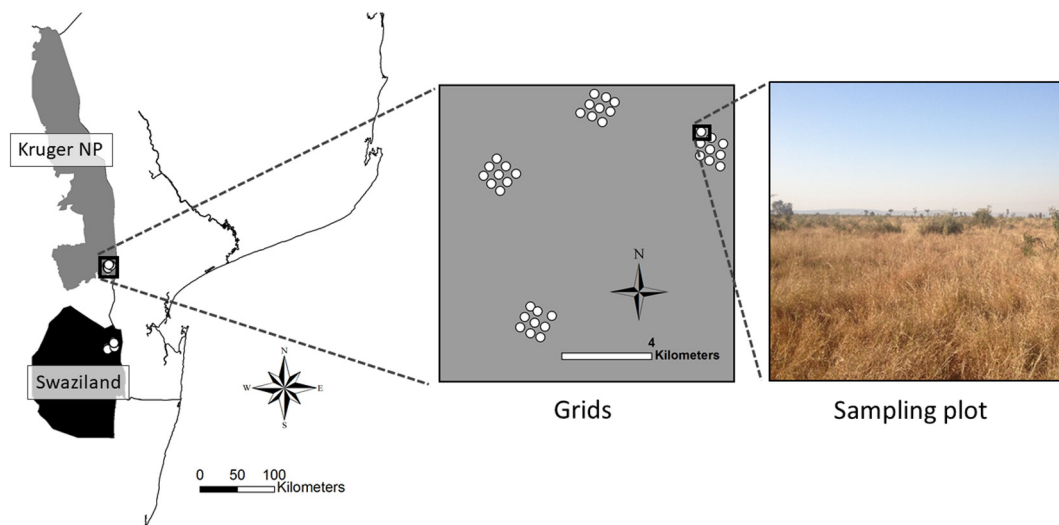 Kruger NP
Swaziland
N
W E
S
0 50 100
Kilometers
N
4
Kilometers
Grids
Sampling plot